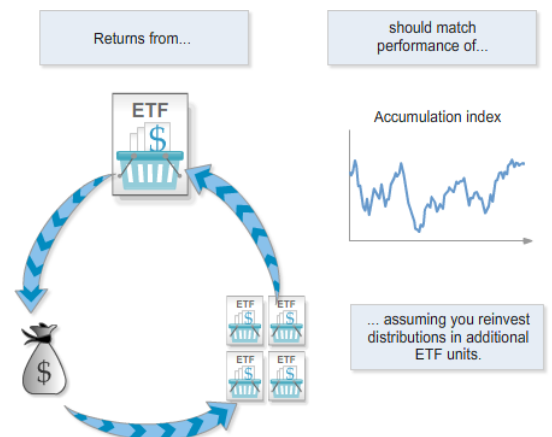 Returns from...
should match
performance of...
ETF
$
Accumulation index
$
ETF
$
ETF
$
ETF
$
ETF
$
... assuming you reinvest
distributions in additional
ETF units.